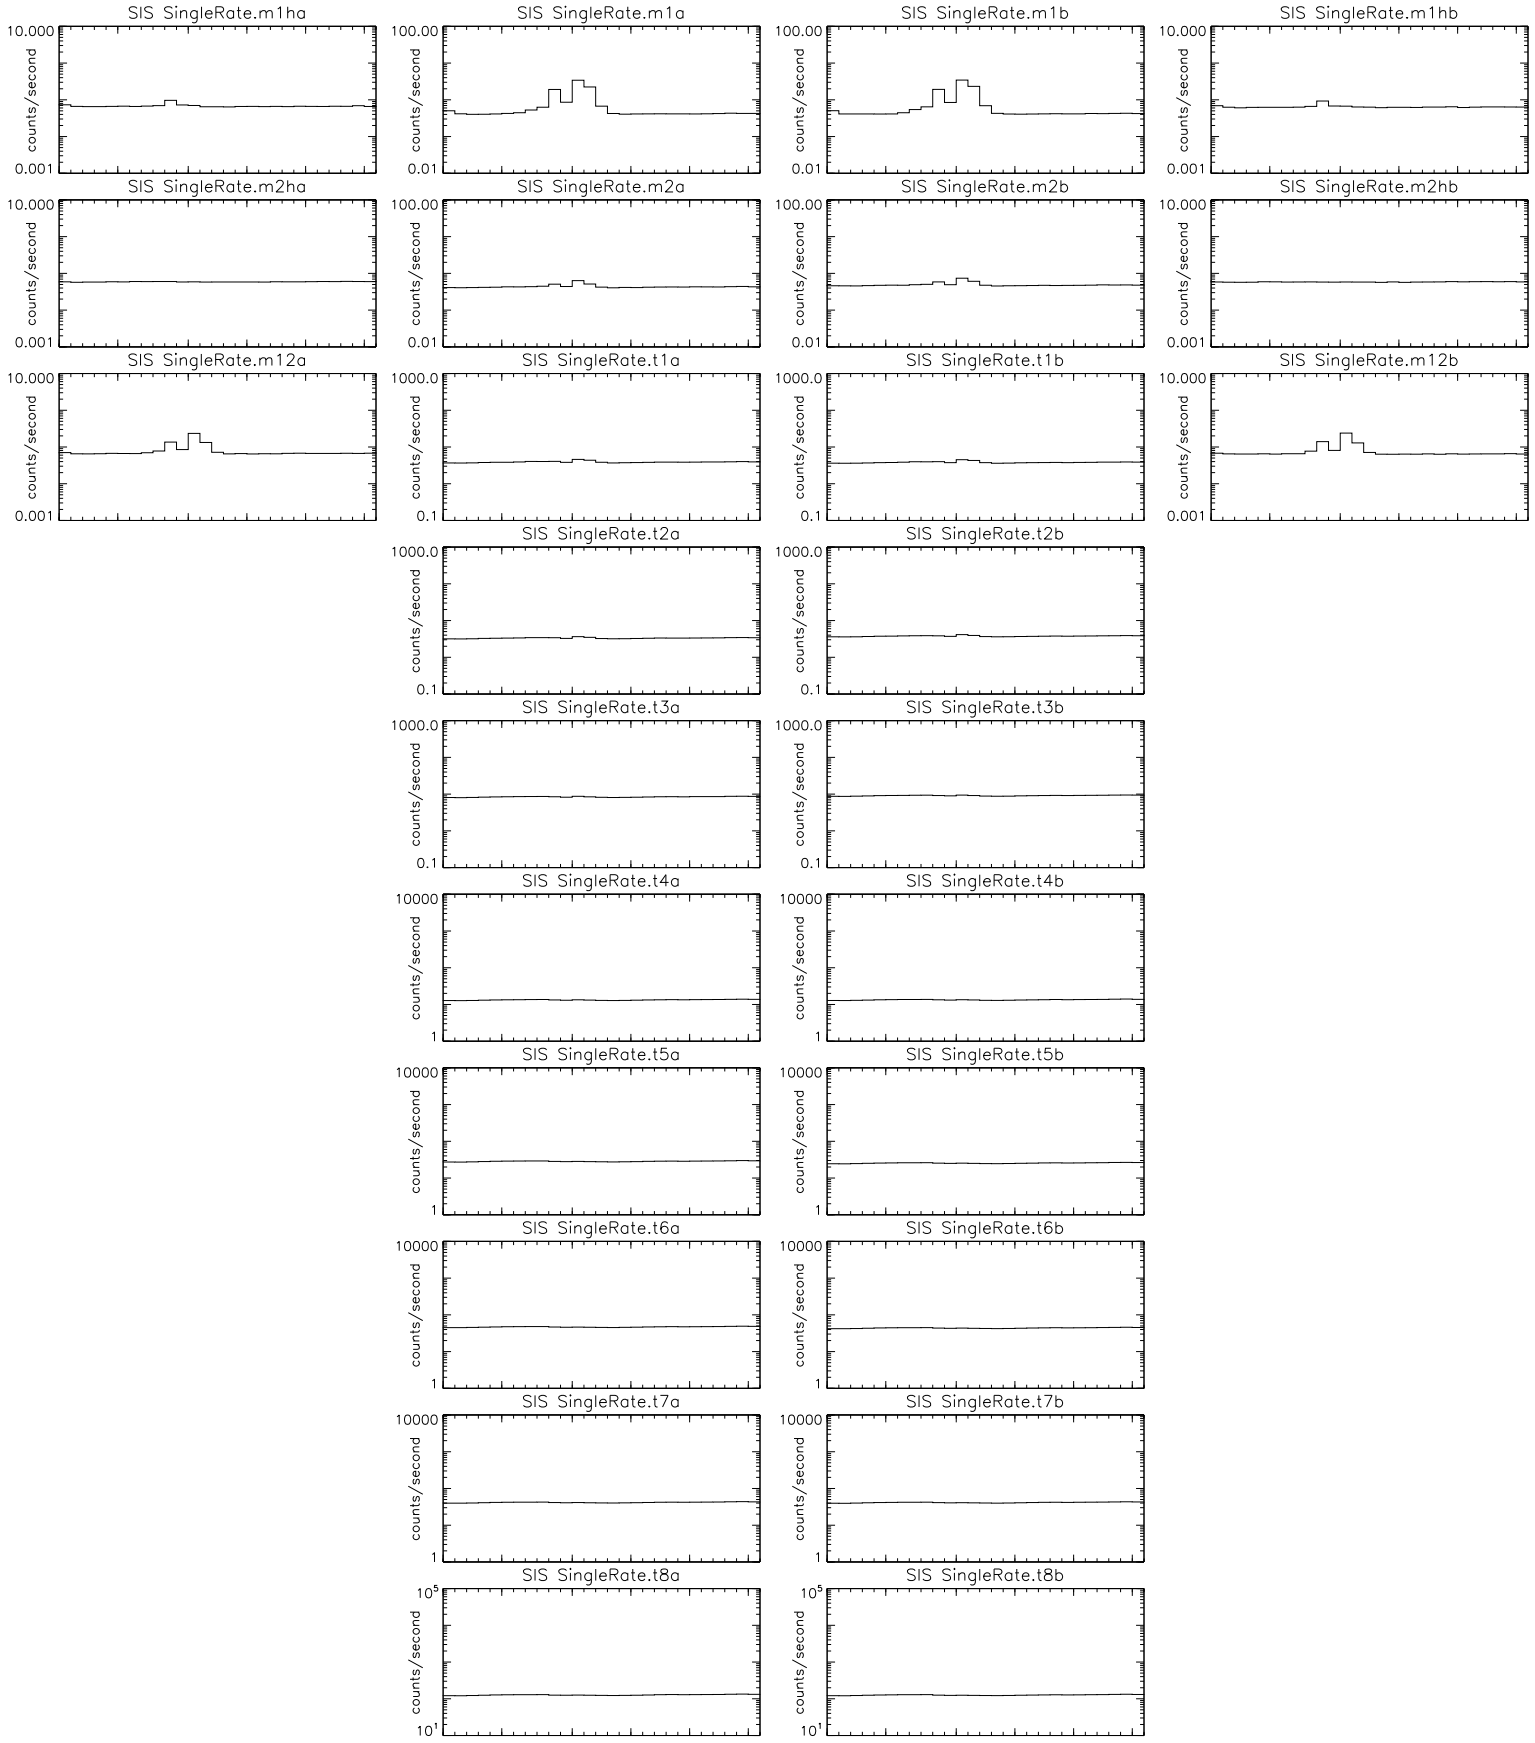 SIS SingleRate.m1ha
10.000
counts/second
0.001
SIS SingleRate.m1a
100.00
counts/second
0.01
SIS SingleRate.m1b
100.00
counts/second
0.01
SIS SingleRate.m1hb
10.000
counts/second
0.001
SIS SingleRate.m2ha
10.000
counts/second
0.001
SIS SingleRate.m2a
100.00
counts/second
0.01
SIS SingleRate.m2b
100.00
counts/second
0.01
SIS SingleRate.m2hb
10.000
counts/second
0.001
SIS SingleRate.m12a
10.000
counts/second
0.001
SIS SingleRate.t1a
1000.0
counts/second
0.1
SIS SingleRate.t1b
1000.0
counts/second
0.1
SIS SingleRate.m12b
10.000
counts/second
0.001
SIS SingleRate.t2a
1000.0
counts/second
0.1
SIS SingleRate.t2b
1000.0
counts/second
0.1
SIS SingleRate.t3a
1000.0
counts/second
0.1
SIS SingleRate.t3b
1000.0
counts/second
0.1
SIS SingleRate.t4a
10000
counts/second
1
SIS SingleRate.t4b
10000
counts/second
1
SIS SingleRate.t5a
10000
counts/second
1
SIS SingleRate.t5b
10000
counts/second
1
SIS SingleRate.t6a
10000
counts/second
1
SIS SingleRate.t6b
10000
counts/second
1
SIS SingleRate.t7a
10000
counts/second
1
SIS SingleRate.t7b
10000
counts/second
1
SIS SingleRate.t8a
10⁵
counts/second
10¹
SIS SingleRate.t8b
10⁵
counts/second
10¹